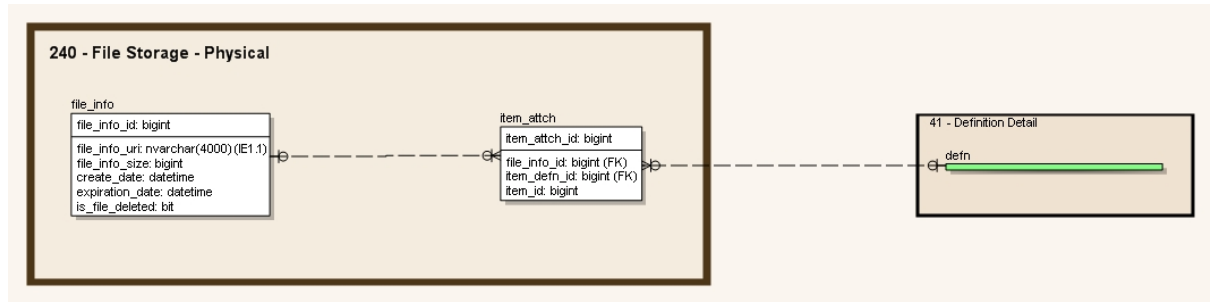 240 - File Storage - Physical
file_info
file_info_id: bigint
file_info_uri: nvarchar(4000) (IE1.1)
file_info_size: bigint
create_date: datetime
expiration_date: datetime
is_file_deleted: bit
item_attch
item_attch_id: bigint
file_info_id: bigint (FK)
item_defn_id: bigint (FK)
item_id: bigint
41 - Definition Detail
defn